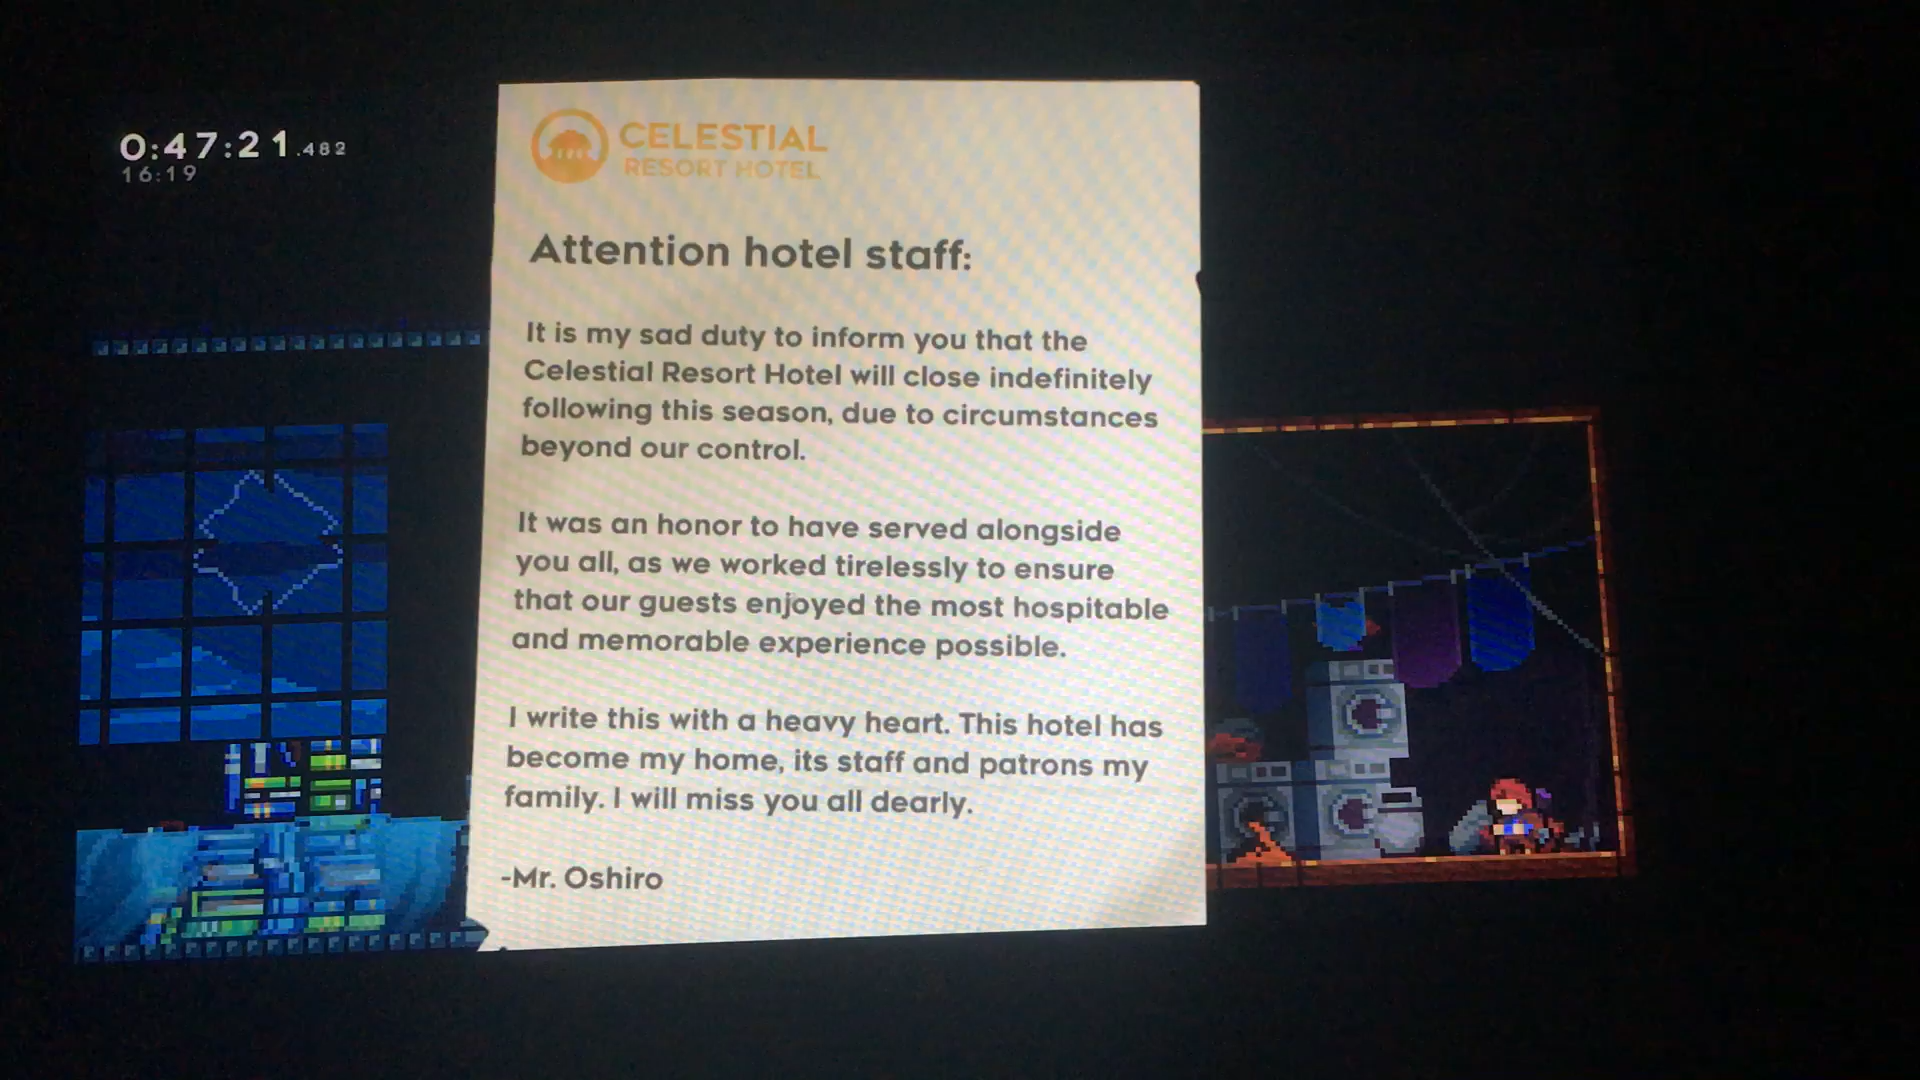 0:47:21.482
16:19
CELESTIAL
RESORT HOTEL
Attention hotel staff:
It is my sad duty to inform you that the
Celestial Resort Hotel will close indefinitely
following this season, due to circumstances
beyond our control.
It was an honor to have served alongside
you all, as we worked tirelessly to ensure
that our guests enjoyed the most hospitable
and memorable experience possible.
I write this with a heavy heart. This hotel has
become my home, its staff and patrons my
family. I will miss you all dearly.
-Mr. Oshiro